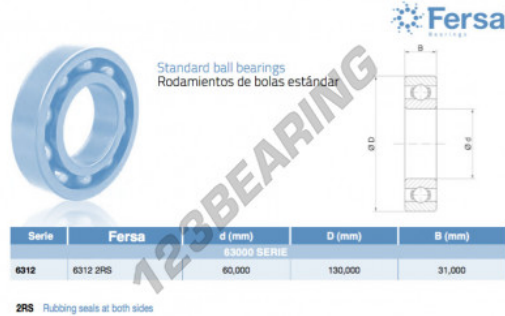 Fersa
Bearings
Standard ball bearings
Rodamientos de bolas estándar
B
Ø D
Ø d
123BEARING
Serie Fersa d (mm) D (mm) B (mm)
63000 SERIE
6312 6312 2RS 60,000 130,000 31,000
2RS Rubbing seals at both sides